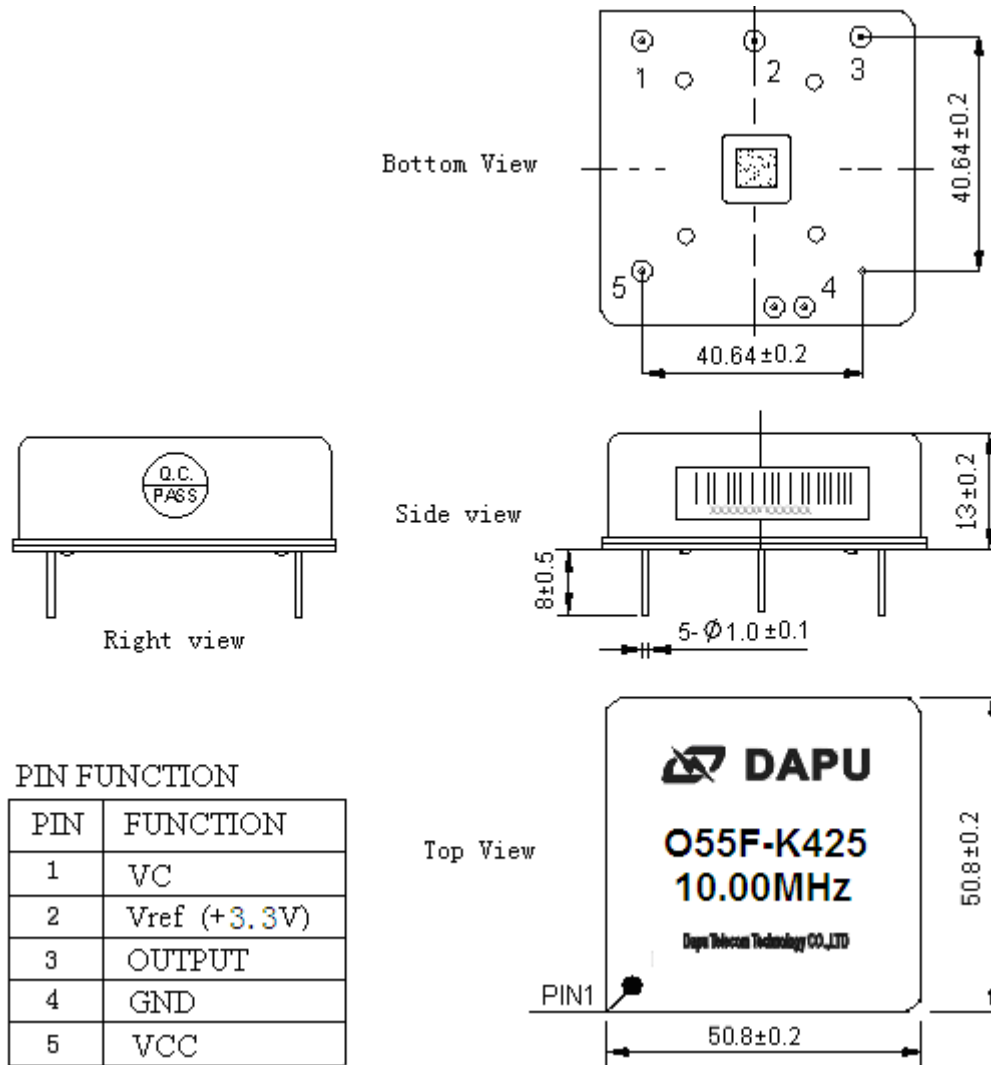 1
2
3
Bottom View
40.64±0.2
5
4
40.64±0.2
Q.C.
PASS
Right view
Side view
XXXXXXXYXXXXXX
13±0.2
8±0.5
5-Ф1.0±0.1
PIN FUNCTION
PIN FUNCTION
1 VC
2 Vref (+3.3V)
3 OUTPUT
4 GND
5 VCC
Top View
DAPU
O55F-K425
10.00MHz
Dapu Telecom Technology CO.,LTD
PIN1
50.8±0.2
50.8±0.2